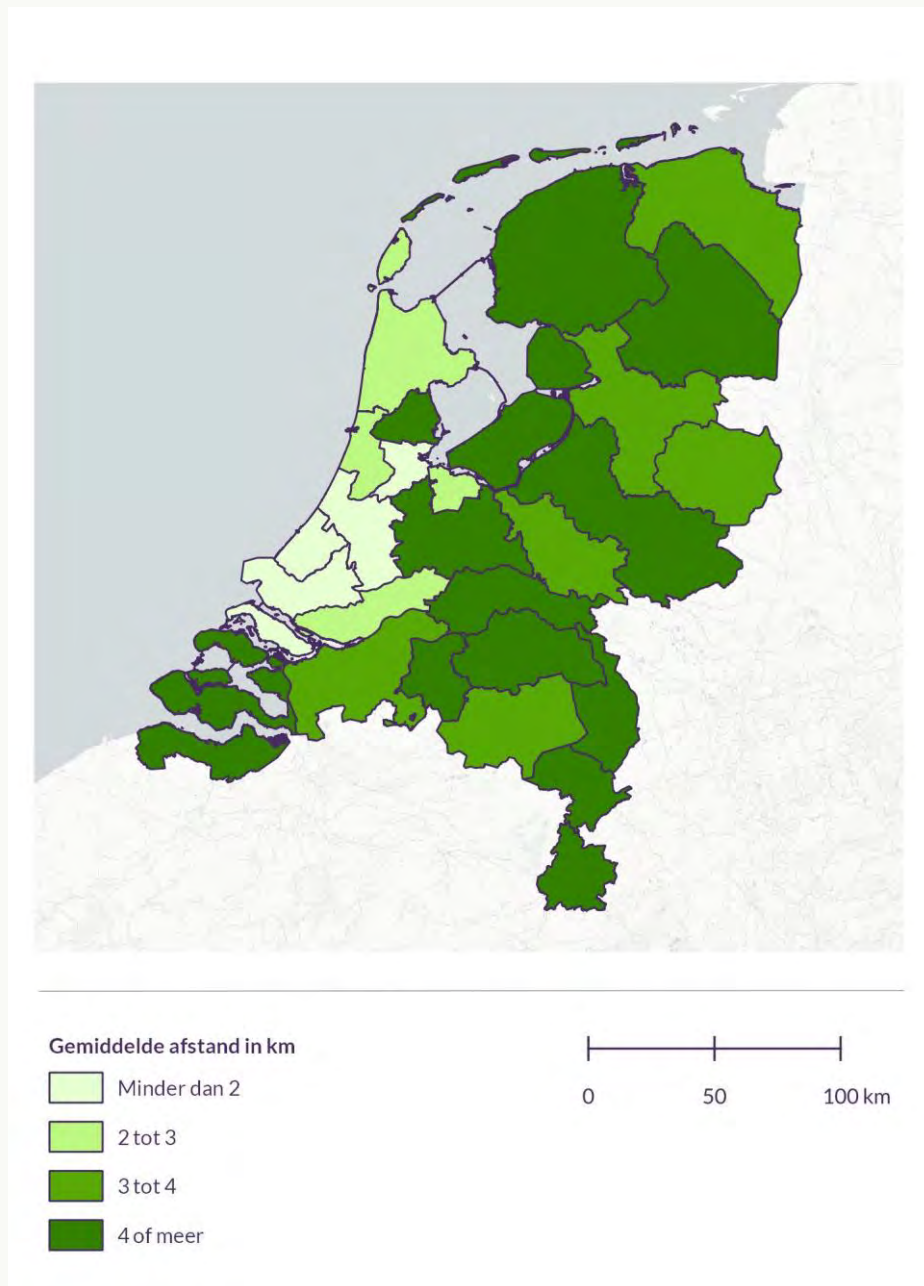 Gemiddelde afstand in km
Minder dan 2
2 tot 3
3 tot 4
4 of meer
0 50 100 km